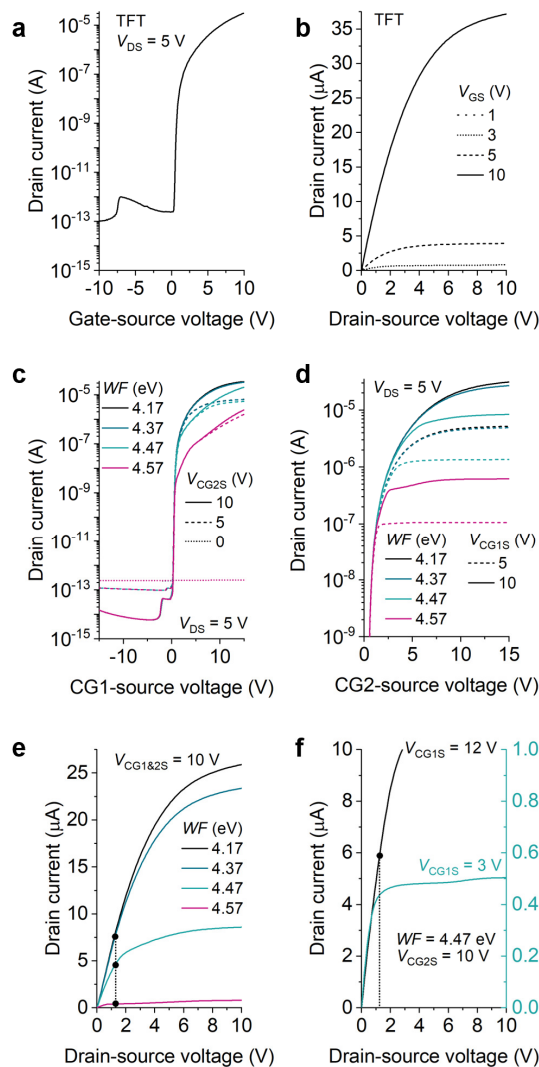 a
TFT
V_DS = 5 V
10⁻⁵
10⁻⁷
10⁻⁹
10⁻¹¹
10⁻¹³
10⁻¹⁵
Drain current (A)
-10 -5 0 5 10
Gate-source voltage (V)
b
TFT
35
30
25
20
15
10
5
0
Drain current (µA)
V_GS (V)
1
3
5
10
0 2 4 6 8 10
Drain-source voltage (V)
c
10⁻⁵
10⁻⁷
10⁻⁹
10⁻¹¹
10⁻¹³
10⁻¹⁵
Drain current (A)
WF (eV)
4.17
4.37
4.47
4.57
V_CG2S (V)
10
5
0
V_DS = 5 V
-10 0 10
CG1-source voltage (V)
d
V_DS = 5 V
10⁻⁵
10⁻⁶
10⁻⁷
10⁻⁸
10⁻⁹
Drain current (A)
WF (eV)
4.17
4.37
4.47
4.57
V_CG1S (V)
5
10
0 5 10 15
CG2-source voltage (V)
e
V_CG1&2S = 10 V
25
20
15
10
5
0
Drain current (µA)
WF (eV)
4.17
4.37
4.47
4.57
0 2 4 6 8 10
Drain-source voltage (V)
f
10
8
6
4
2
0
Drain current (µA)
V_CG1S = 12 V
V_CG1S = 3 V
WF = 4.47 eV
V_CG2S = 10 V
1.0
0.8
0.6
0.4
0.2
0.0
0 2 4 6 8 10
Drain-source voltage (V)